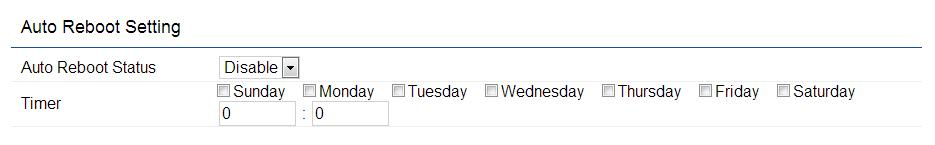 Auto Reboot Setting
Auto Reboot Status Disable
Timer Sunday Monday Tuesday Wednesday Thursday Friday Saturday
0 : 0